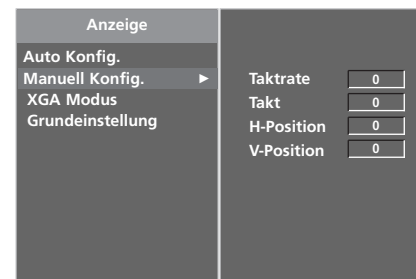 Anzeige
Auto Konfig.
Manuell Konfig. ►
XGA Modus
Grundeinstellung
Taktrate 0
Takt 0
H-Position 0
V-Position 0